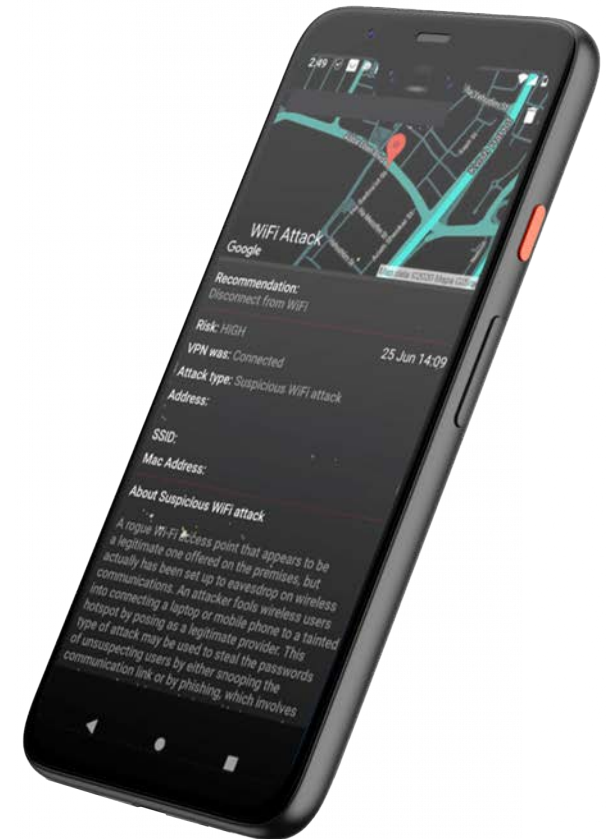 2:49
WiFi Attack
Google
Recommendation:
Disconnect from WiFi
Risk: HIGH
25 Jun 14:09
VPN was: Connected
Attack type: Suspicious WiFi attack
Address:
SSID:
Mac Address:
About Suspicious WiFi attack
A rogue Wi-Fi access point that appears to be
a legitimate one offered on the premises, but
actually has been set up to eavesdrop on wireless
communications. An attacker fools wireless users
into connecting a laptop or mobile phone to a tainted
hotspot by posing as a legitimate provider. This
type of attack may be used to steal the passwords
of unsuspecting users by either snooping the
communication link or by phishing, which involves